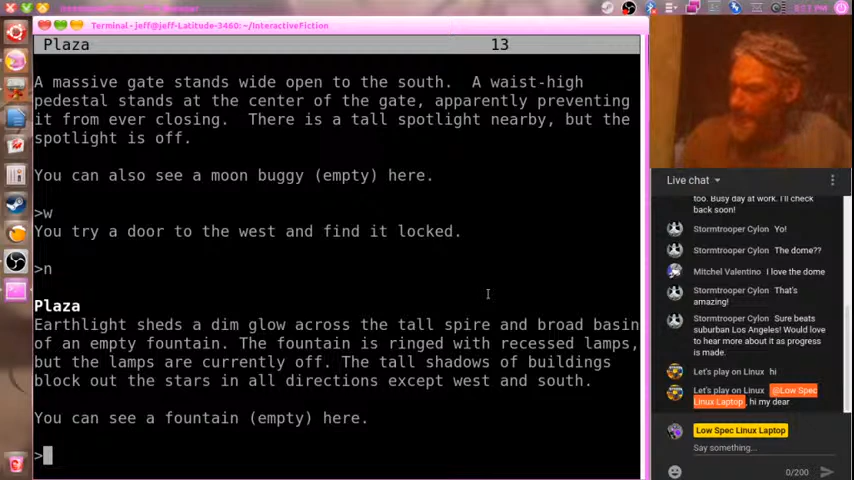 Terminal - jeff@jeff-Latitude-3460: ~/InteractiveFiction
Plaza 13
A massive gate stands wide open to the south.  A waist-high
pedestal stands at the center of the gate, apparently preventing
it from ever closing.  There is a tall spotlight nearby, but the
spotlight is off.
You can also see a moon buggy (empty) here.
>w
You try a door to the west and find it locked.
>n
Plaza
Earthlight sheds a dim glow across the tall spire and broad basin
of an empty fountain. The fountain is ringed with recessed lamps,
but the lamps are currently off. The tall shadows of buildings
block out the stars in all directions except west and south.
You can see a fountain (empty) here.
>
Live chat
too. Busy day at work. I'll check
back soon!
Stormtrooper Cylon Yo!
Stormtrooper Cylon The dome??
Mitchel Valentino I love the dome
Stormtrooper Cylon That's
amazing!
Stormtrooper Cylon Sure beats
suburban Los Angeles! Would love
to hear more about it as progress
is made.
Let's play on Linux hi
Let's play on Linux @Low Spec
Linux Laptop, hi my dear
Low Spec Linux Laptop
Say something...
0/200